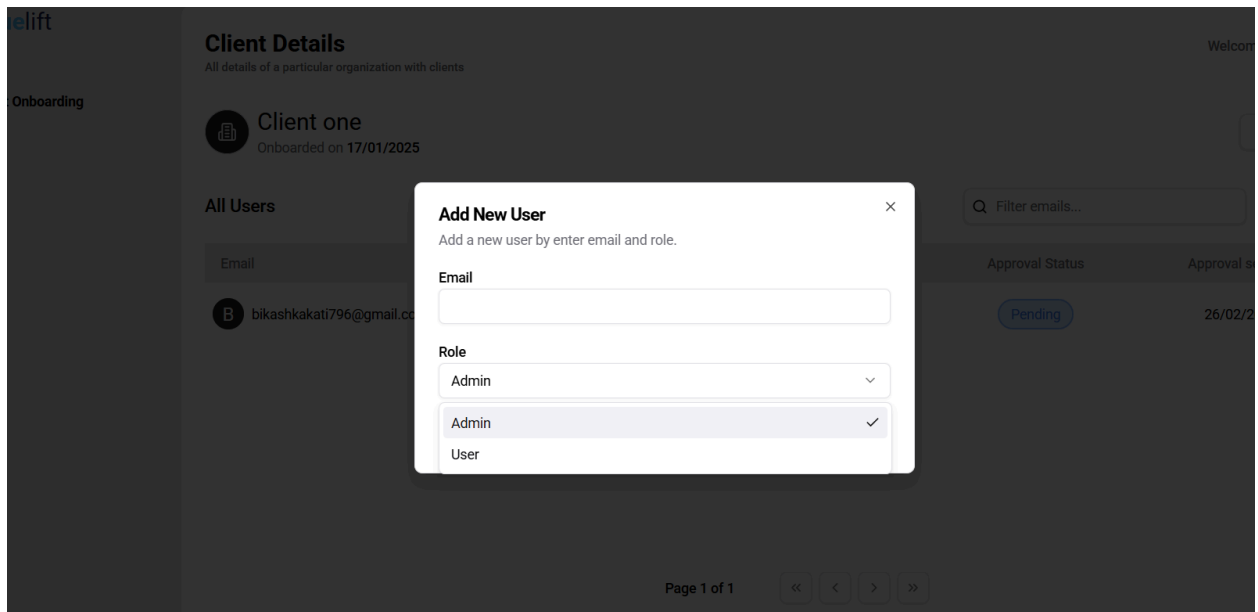 elift
Client Details
All details of a particular organization with clients
Onboarding
Client one
Onboarded on 17/01/2025
All Users
Filter emails...
Add New User
Add a new user by enter email and role.
Email
Approval Status
Approval
Email
B
bikashkakati796@gmail.co
Pending
26/02/2
Role
Admin
Admin
User
Page 1 of 1